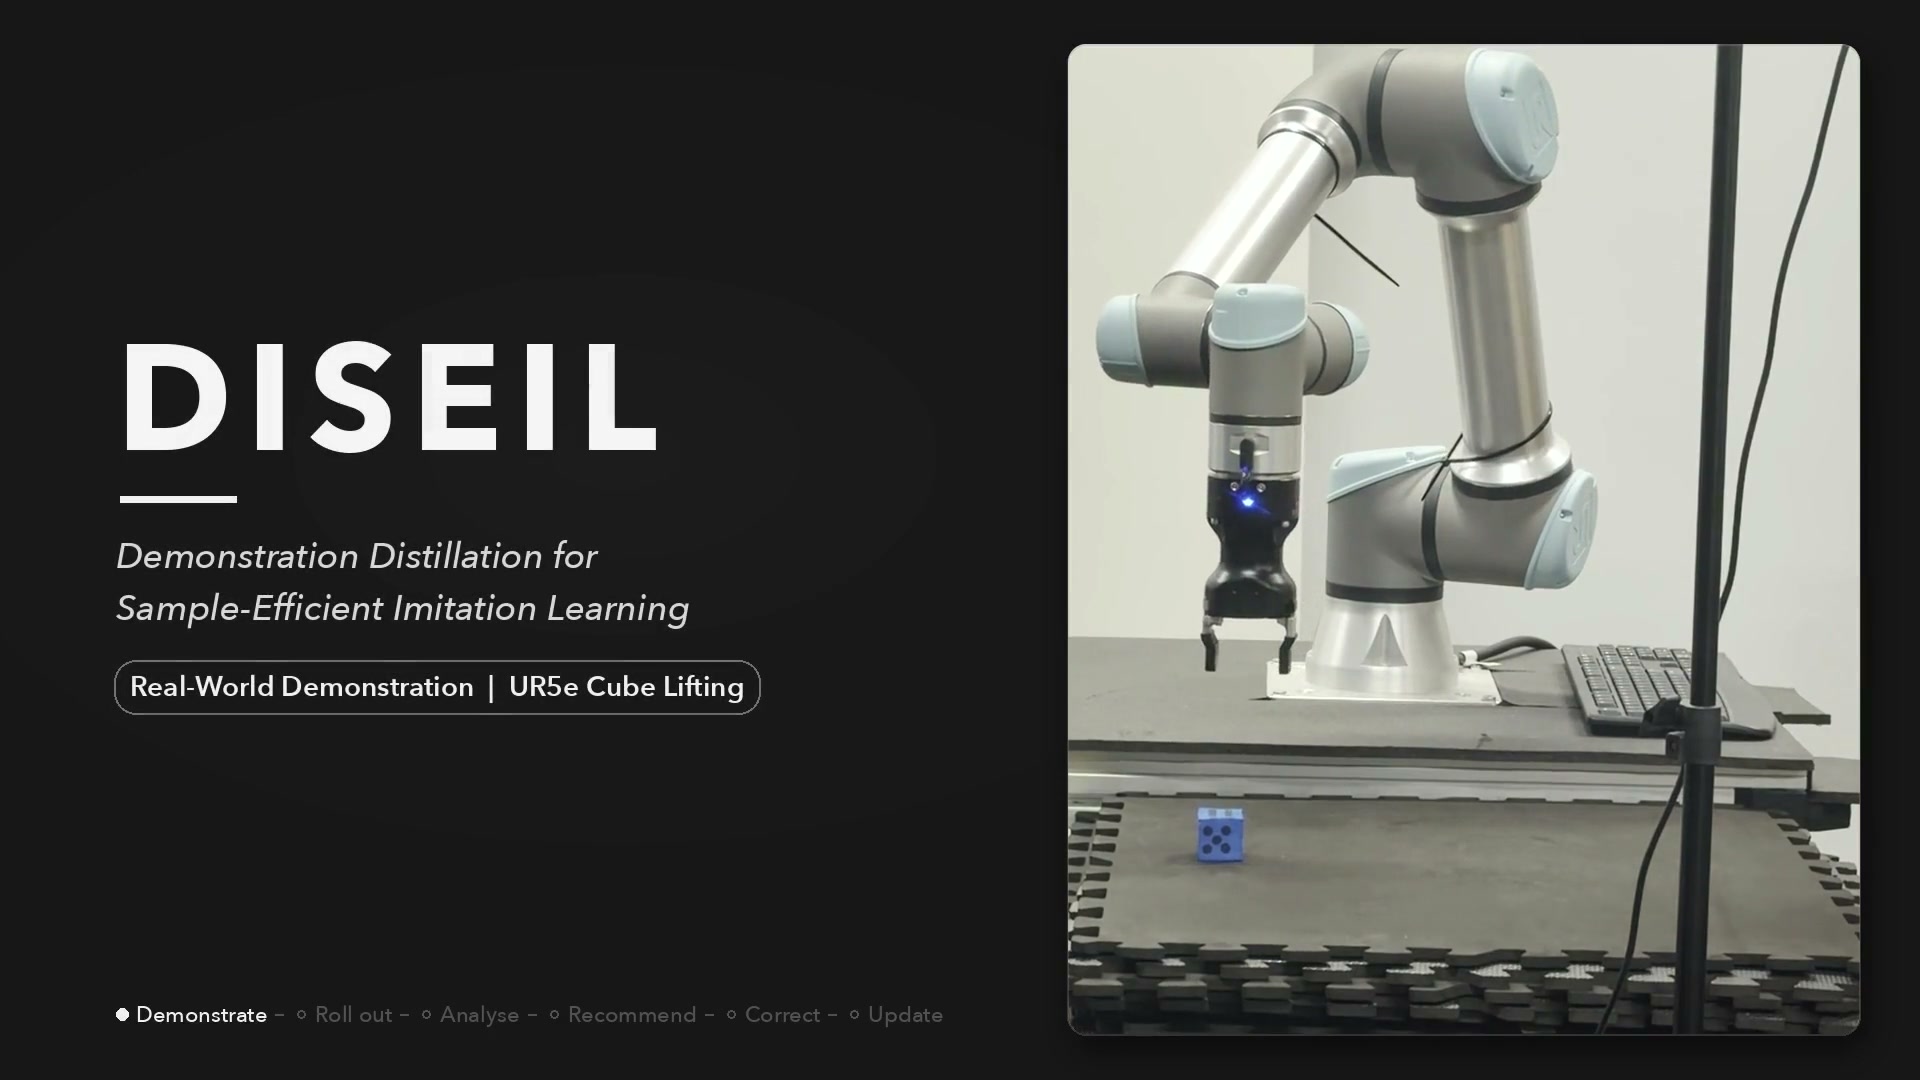 DISEIL
Demonstration Distillation for
Sample-Efficient Imitation Learning
Real-World Demonstration | UR5e Cube Lifting
Demonstrate – Roll out – Analyse – Recommend – Correct – Update